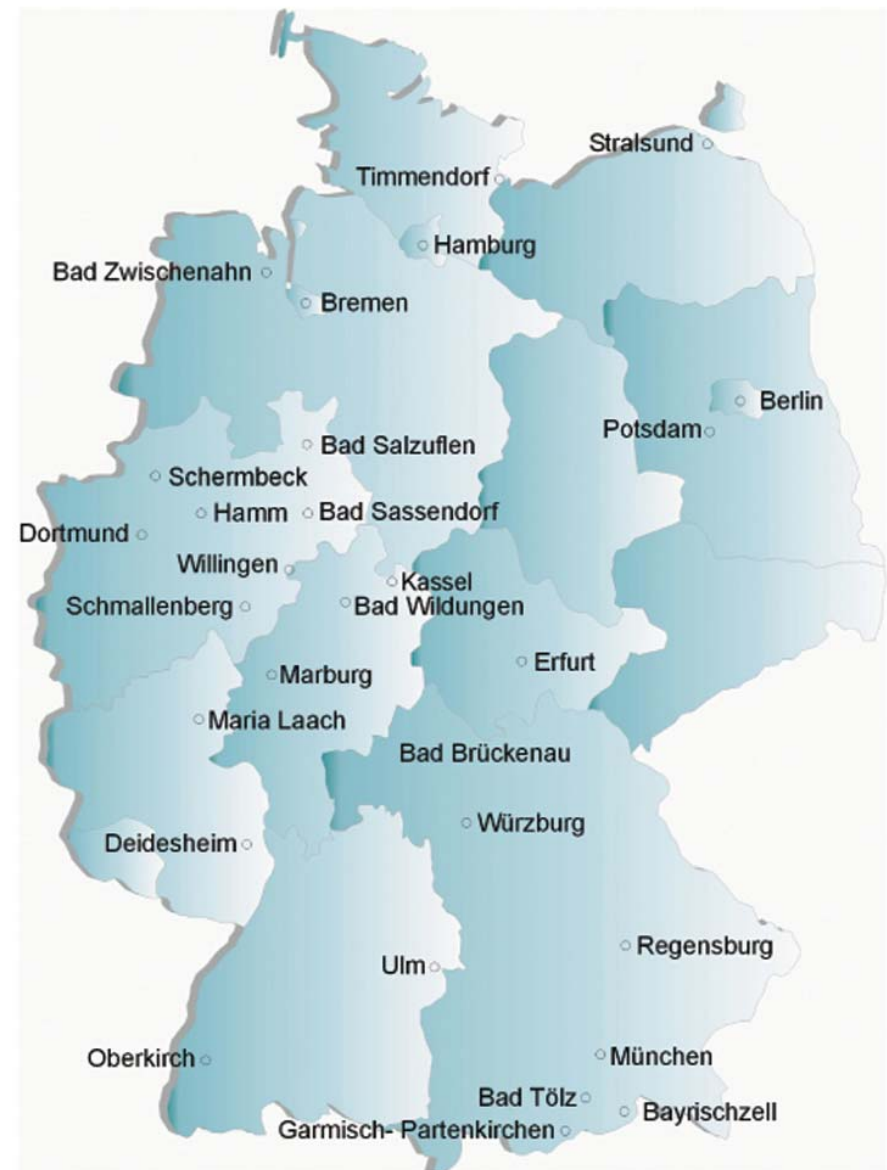 Stralsund
Timmendorf
Hamburg
Bad Zwischenahn
Bremen
Berlin
Potsdam
Bad Salzuflen
Schermbeck
Hamm
Bad Sassendorf
Dortmund
Willingen
Kassel
Schmallenberg
Bad Wildungen
Erfurt
Marburg
Maria Laach
Bad Brückenau
Würzburg
Deidesheim
Regensburg
Ulm
München
Oberkirch
Bad Tölz
Bayrischzell
Garmisch- Partenkirchen